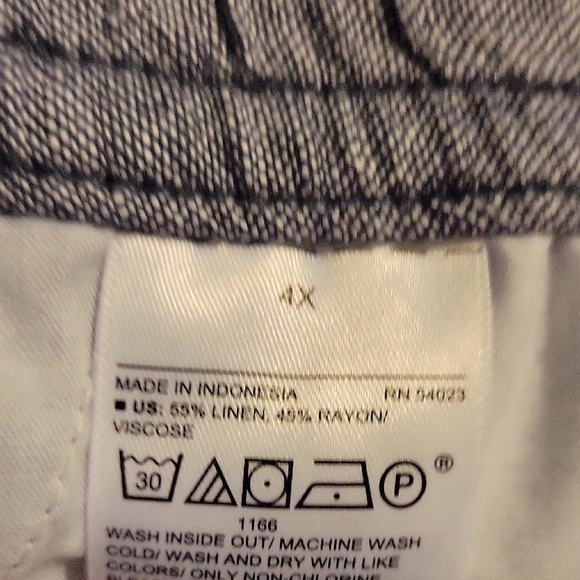 4X
MADE IN INDONESIA RN 54023
■ US: 55% LINEN, 45% RAYON/
VISCOSE
30 P ®
1166
WASH INSIDE OUT/ MACHINE WASH
COLD/ WASH AND DRY WITH LIKE
COLORS/ ONLY NON-CHLORINE